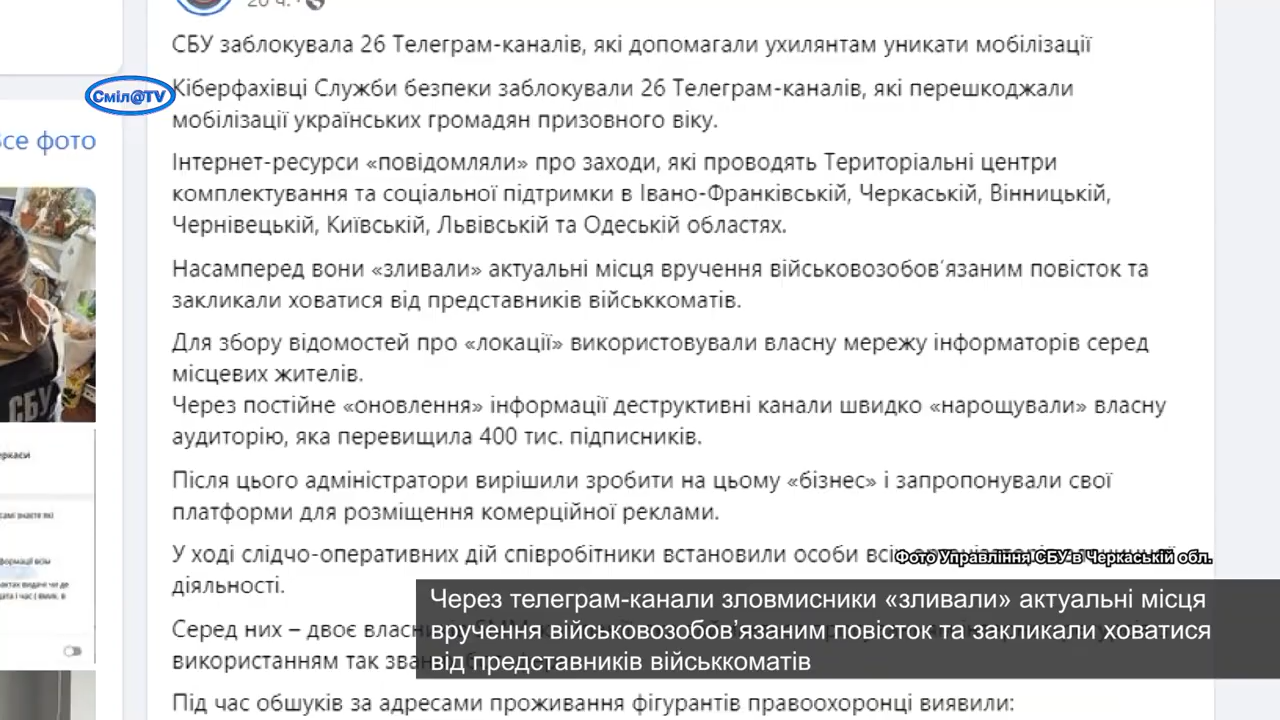 20 ч.
СБУ заблокувала 26 Телеграм-каналів, які допомагали ухилянтам уникати мобілізації
Кіберфахівці Служби безпеки заблокували 26 Телеграм-каналів, які перешкоджали
мобілізації українських громадян призовного віку.
Сміл@TV
Все фото
Інтернет-ресурси «повідомляли» про заходи, які проводять Територіальні центри
комплектування та соціальної підтримки в Івано-Франківській, Черкаській, Вінницькій,
Чернівецькій, Київській, Львівській та Одеській областях.
Насамперед вони «зливали» актуальні місця вручення військовозобов'язаним повісток та
закликали ховатися від представників військкоматів.
Для збору відомостей про «локації» використовували власну мережу інформаторів серед
місцевих жителів.
Через постійне «оновлення» інформації деструктивні канали швидко «нарощували» власну
аудиторію, яка перевищила 400 тис. підписників.
СБУ
Після цього адміністратори вирішили зробити на цьому «бізнес» і запропонували свої
платформи для розміщення комерційної реклами.
У ході слідчо-оперативних дій співробітники встановили особи
діяльності.
Фото Управління СБУ в Черкаській обл.
Через телеграм-канали зловмисники «зливали» актуальні місця
вручення військовозобов'язаним повісток та закликали ховатися
від представників військкоматів
Серед них – двоє
використанням так
Під час обшуків за адресами проживання фігурантів правоохоронці виявили: